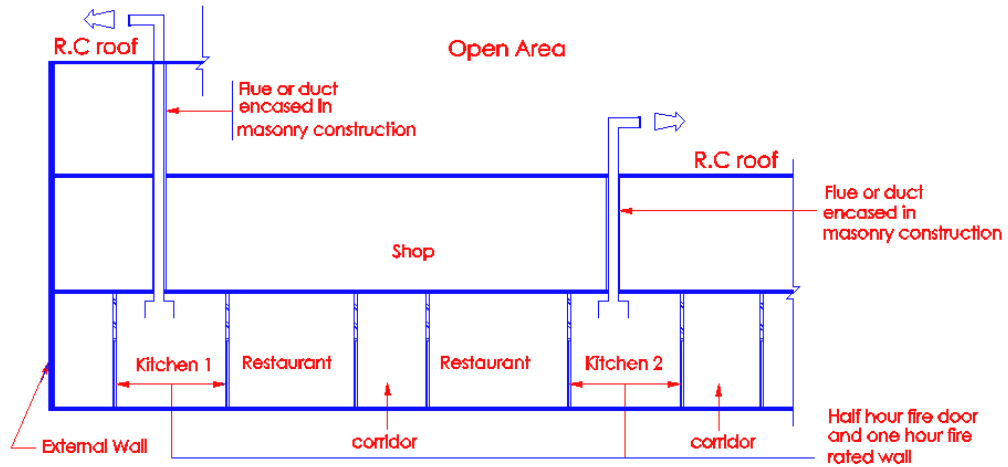 R.C roof
Open Area
Flue or duct
encased in
masonry construction
R.C roof
Flue or duct
encased in
masonry construction
Shop
Kitchen 1
Restaurant
Restaurant
Kitchen 2
External Wall
corridor
corridor
Half hour fire door
and one hour fire
rated wall